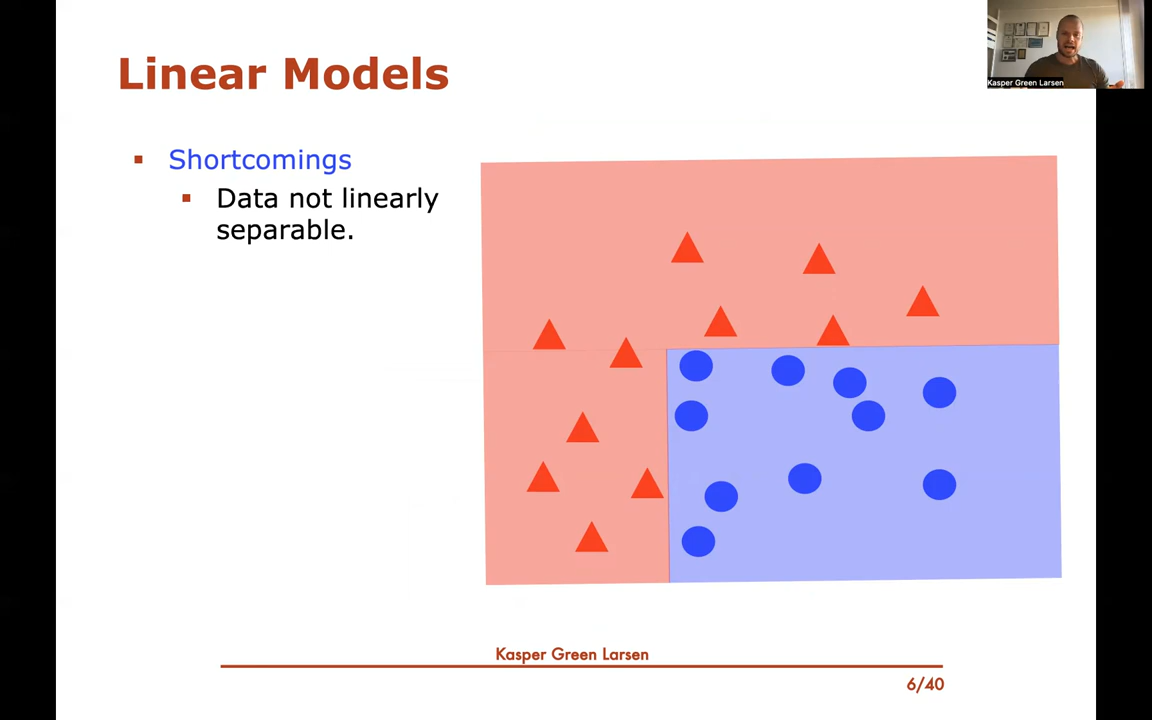 Linear Models
Kasper Green Larsen
Shortcomings
Data not linearly
separable.
Kasper Green Larsen
6/40